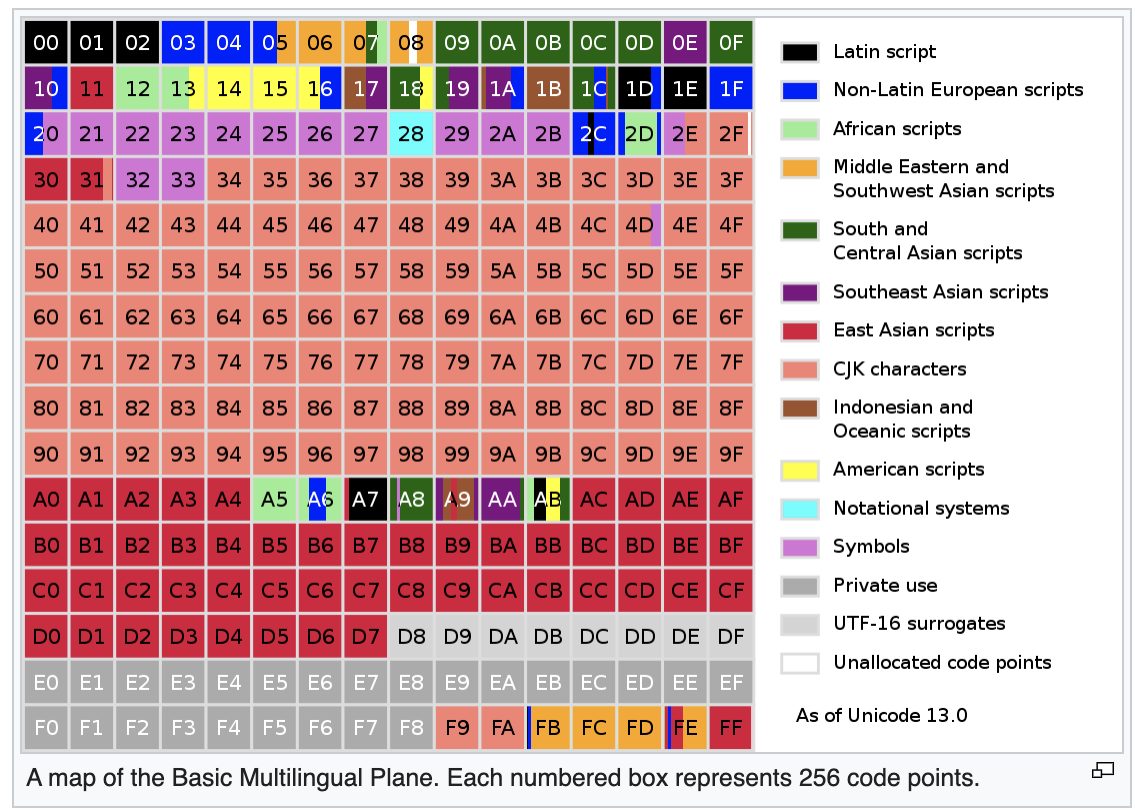 00 01 02 03 04 05 06 07 08 09 0A 0B 0C 0D 0E 0F
10 11 12 13 14 15 16 17 18 19 1A 1B 1C 1D 1E 1F
20 21 22 23 24 25 26 27 28 29 2A 2B 2C 2D 2E 2F
30 31 32 33 34 35 36 37 38 39 3A 3B 3C 3D 3E 3F
40 41 42 43 44 45 46 47 48 49 4A 4B 4C 4D 4E 4F
50 51 52 53 54 55 56 57 58 59 5A 5B 5C 5D 5E 5F
60 61 62 63 64 65 66 67 68 69 6A 6B 6C 6D 6E 6F
70 71 72 73 74 75 76 77 78 79 7A 7B 7C 7D 7E 7F
80 81 82 83 84 85 86 87 88 89 8A 8B 8C 8D 8E 8F
90 91 92 93 94 95 96 97 98 99 9A 9B 9C 9D 9E 9F
A0 A1 A2 A3 A4 A5 A6 A7 A8 A9 AA AB AC AD AE AF
B0 B1 B2 B3 B4 B5 B6 B7 B8 B9 BA BB BC BD BE BF
C0 C1 C2 C3 C4 C5 C6 C7 C8 C9 CA CB CC CD CE CF
D0 D1 D2 D3 D4 D5 D6 D7 D8 D9 DA DB DC DD DE DF
E0 E1 E2 E3 E4 E5 E6 E7 E8 E9 EA EB EC ED EE EF
F0 F1 F2 F3 F4 F5 F6 F7 F8 F9 FA FB FC FD FE FF
Latin script
Non-Latin European scripts
African scripts
Middle Eastern and
Southwest Asian scripts
South and
Central Asian scripts
Southeast Asian scripts
East Asian scripts
CJK characters
Indonesian and
Oceanic scripts
American scripts
Notational systems
Symbols
Private use
UTF-16 surrogates
Unallocated code points
As of Unicode 13.0
A map of the Basic Multilingual Plane. Each numbered box represents 256 code points.